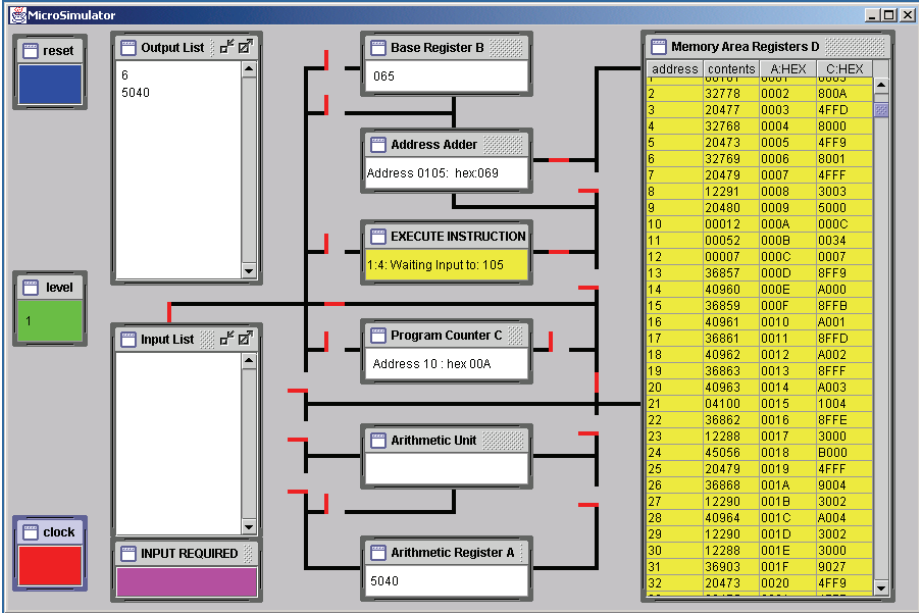 MicroSimulator
reset
level
1
clock
Output List
6
5040
Input List
INPUT REQUIRED
Base Register B
065
Address Adder
Address 0105: hex:069
EXECUTE INSTRUCTION
1:4: Waiting Input to: 105
Program Counter C
Address 10 : hex 00A
Arithmetic Unit
Arithmetic Register A
5040
Memory Area Registers D
address contents A:HEX C:HEX
2 32778 0002 800A
3 20477 0003 4FFD
4 32768 0004 8000
5 20473 0005 4FF9
6 32769 0006 8001
7 20479 0007 4FFF
8 12291 0008 3003
9 20480 0009 5000
10 00012 000A 000C
11 00052 000B 0034
12 00007 000C 0007
13 36857 000D 8FF9
14 40960 000E A000
15 36859 000F 8FFB
16 40961 0010 A001
17 36861 0011 8FFD
18 40962 0012 A002
19 36863 0013 8FFF
20 40963 0014 A003
21 04100 0015 1004
22 36862 0016 8FFE
23 12288 0017 3000
24 45056 0018 B000
25 20479 0019 4FFF
26 36868 001A 9004
27 12290 001B 3002
28 40964 001C A004
29 12290 001D 3002
30 12288 001E 3000
31 36903 001F 9027
32 20473 0020 4FF9